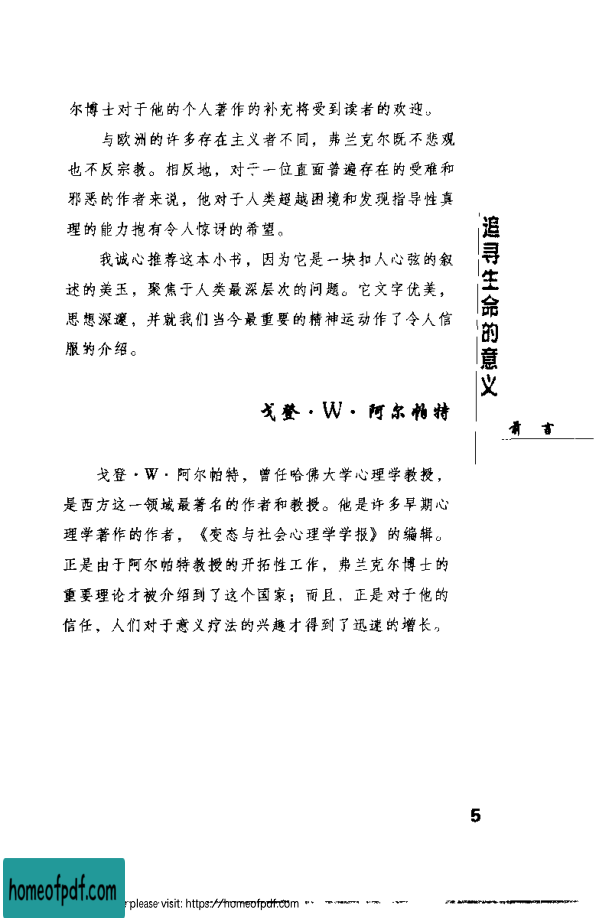 尔博士对于他的个人著作的补充将受到读者的欢迎。
与欧洲的许多存在主义者不同，弗兰克尔既不悲观
也不反宗教。相反地，对于一位直面普遍存在的受难和
邪恶的作者来说，他对于人类超越困境和发现指导性真
理的能力抱有令人惊讶的希望。
我诚心推荐这本小书，因为它是一块扣人心弦的叙
述的美玉，聚焦于人类最深层次的问题。它文字优美，
思想深邃，并就我们当今最重要的精神运动作了令人信
服的介绍。
戈登·W·阿尔帕特
戈登·W·阿尔帕特，曾任哈佛大学心理学教授，
是西方这一领域最著名的作者和教授。他是许多早期心
理学著作的作者，《变态与社会心理学学报》的编辑。
正是由于阿尔帕特教授的开拓性工作，弗兰克尔博士的
重要理论才被介绍到了这个国家；而且，正是对于他的
信任，人们对于意义疗法的兴趣才得到了迅速的增长。
追寻生命的意义
前言
5
homeofpdf.com
please visit: https://homeofpdf.com